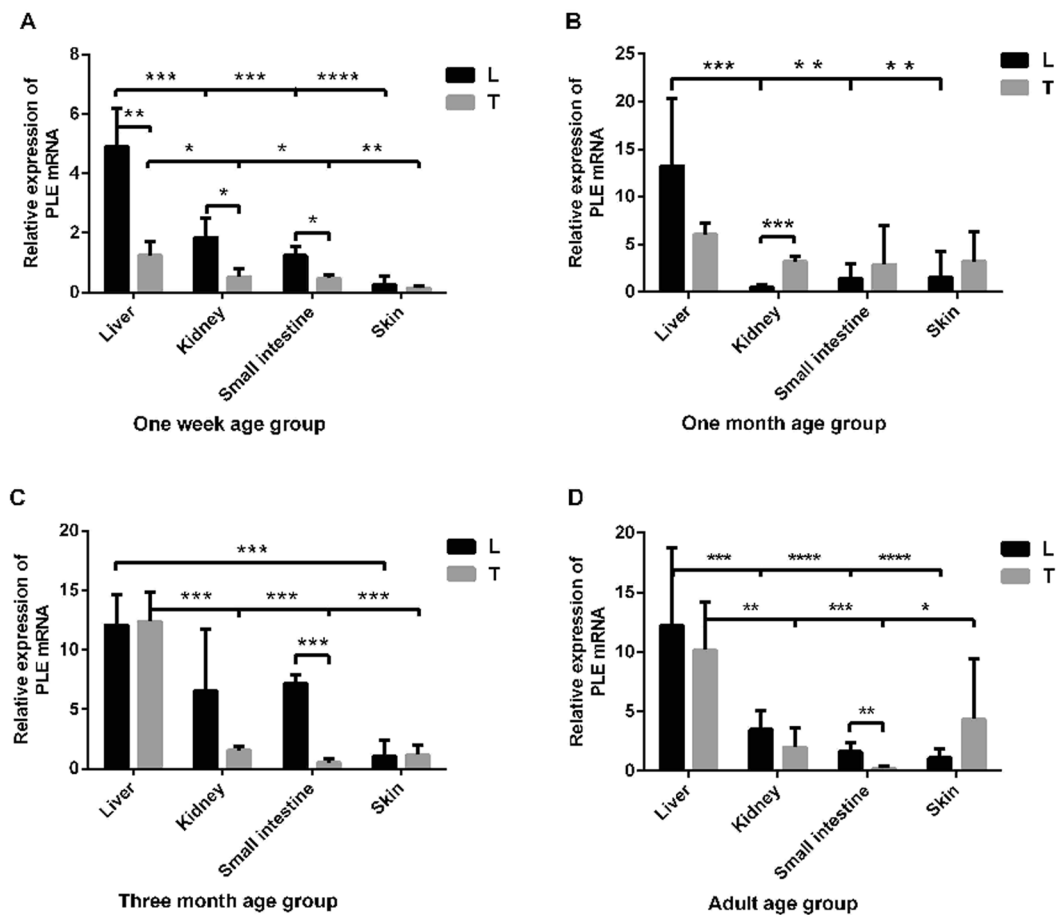 A
Relative expression of
PLE mRNA
8
6
4
2
0
*** *** ****
**
* * **
*
*
L
T
Liver
Kidney
Small intestine
Skin
One week age group
B
Relative expression of
PLE mRNA
25
20
15
10
5
0
*** * * * *
***
L
T
Liver
Kidney
Small intestine
Skin
One month age group
C
Relative expression of
PLE mRNA
20
15
10
5
0
***
*** *** ***
***
L
T
Liver
Kidney
Small intestine
Skin
Three month age group
D
Relative expression of
PLE mRNA
20
15
10
5
0
*** **** ****
** *** *
**
L
T
Liver
Kidney
Small intestine
Skin
Adult age group